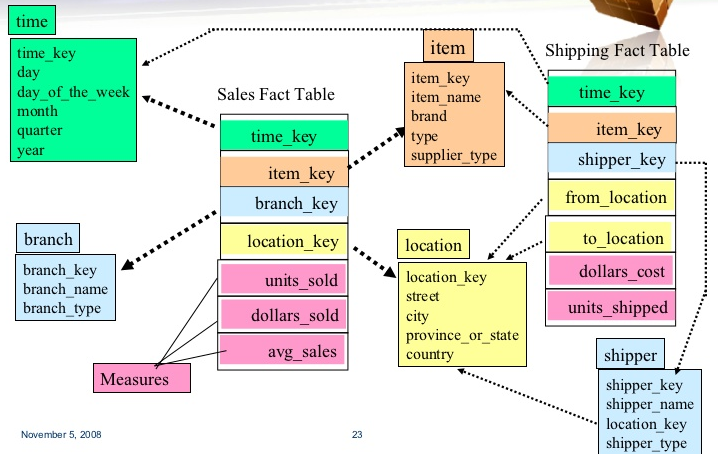 time
time_key
day
day_of_the_week
month
quarter
year
Sales Fact Table
time_key
item_key
branch_key
location_key
units_sold
dollars_sold
avg_sales
Measures
branch
branch_key
branch_name
branch_type
item
item_key
item_name
brand
type
supplier_type
location
location_key
street
city
province_or_state
country
Shipping Fact Table
time_key
item_key
shipper_key
from_location
to_location
dollars_cost
units_shipped
shipper
shipper_key
shipper_name
location_key
shipper_type
November 5, 2008
23